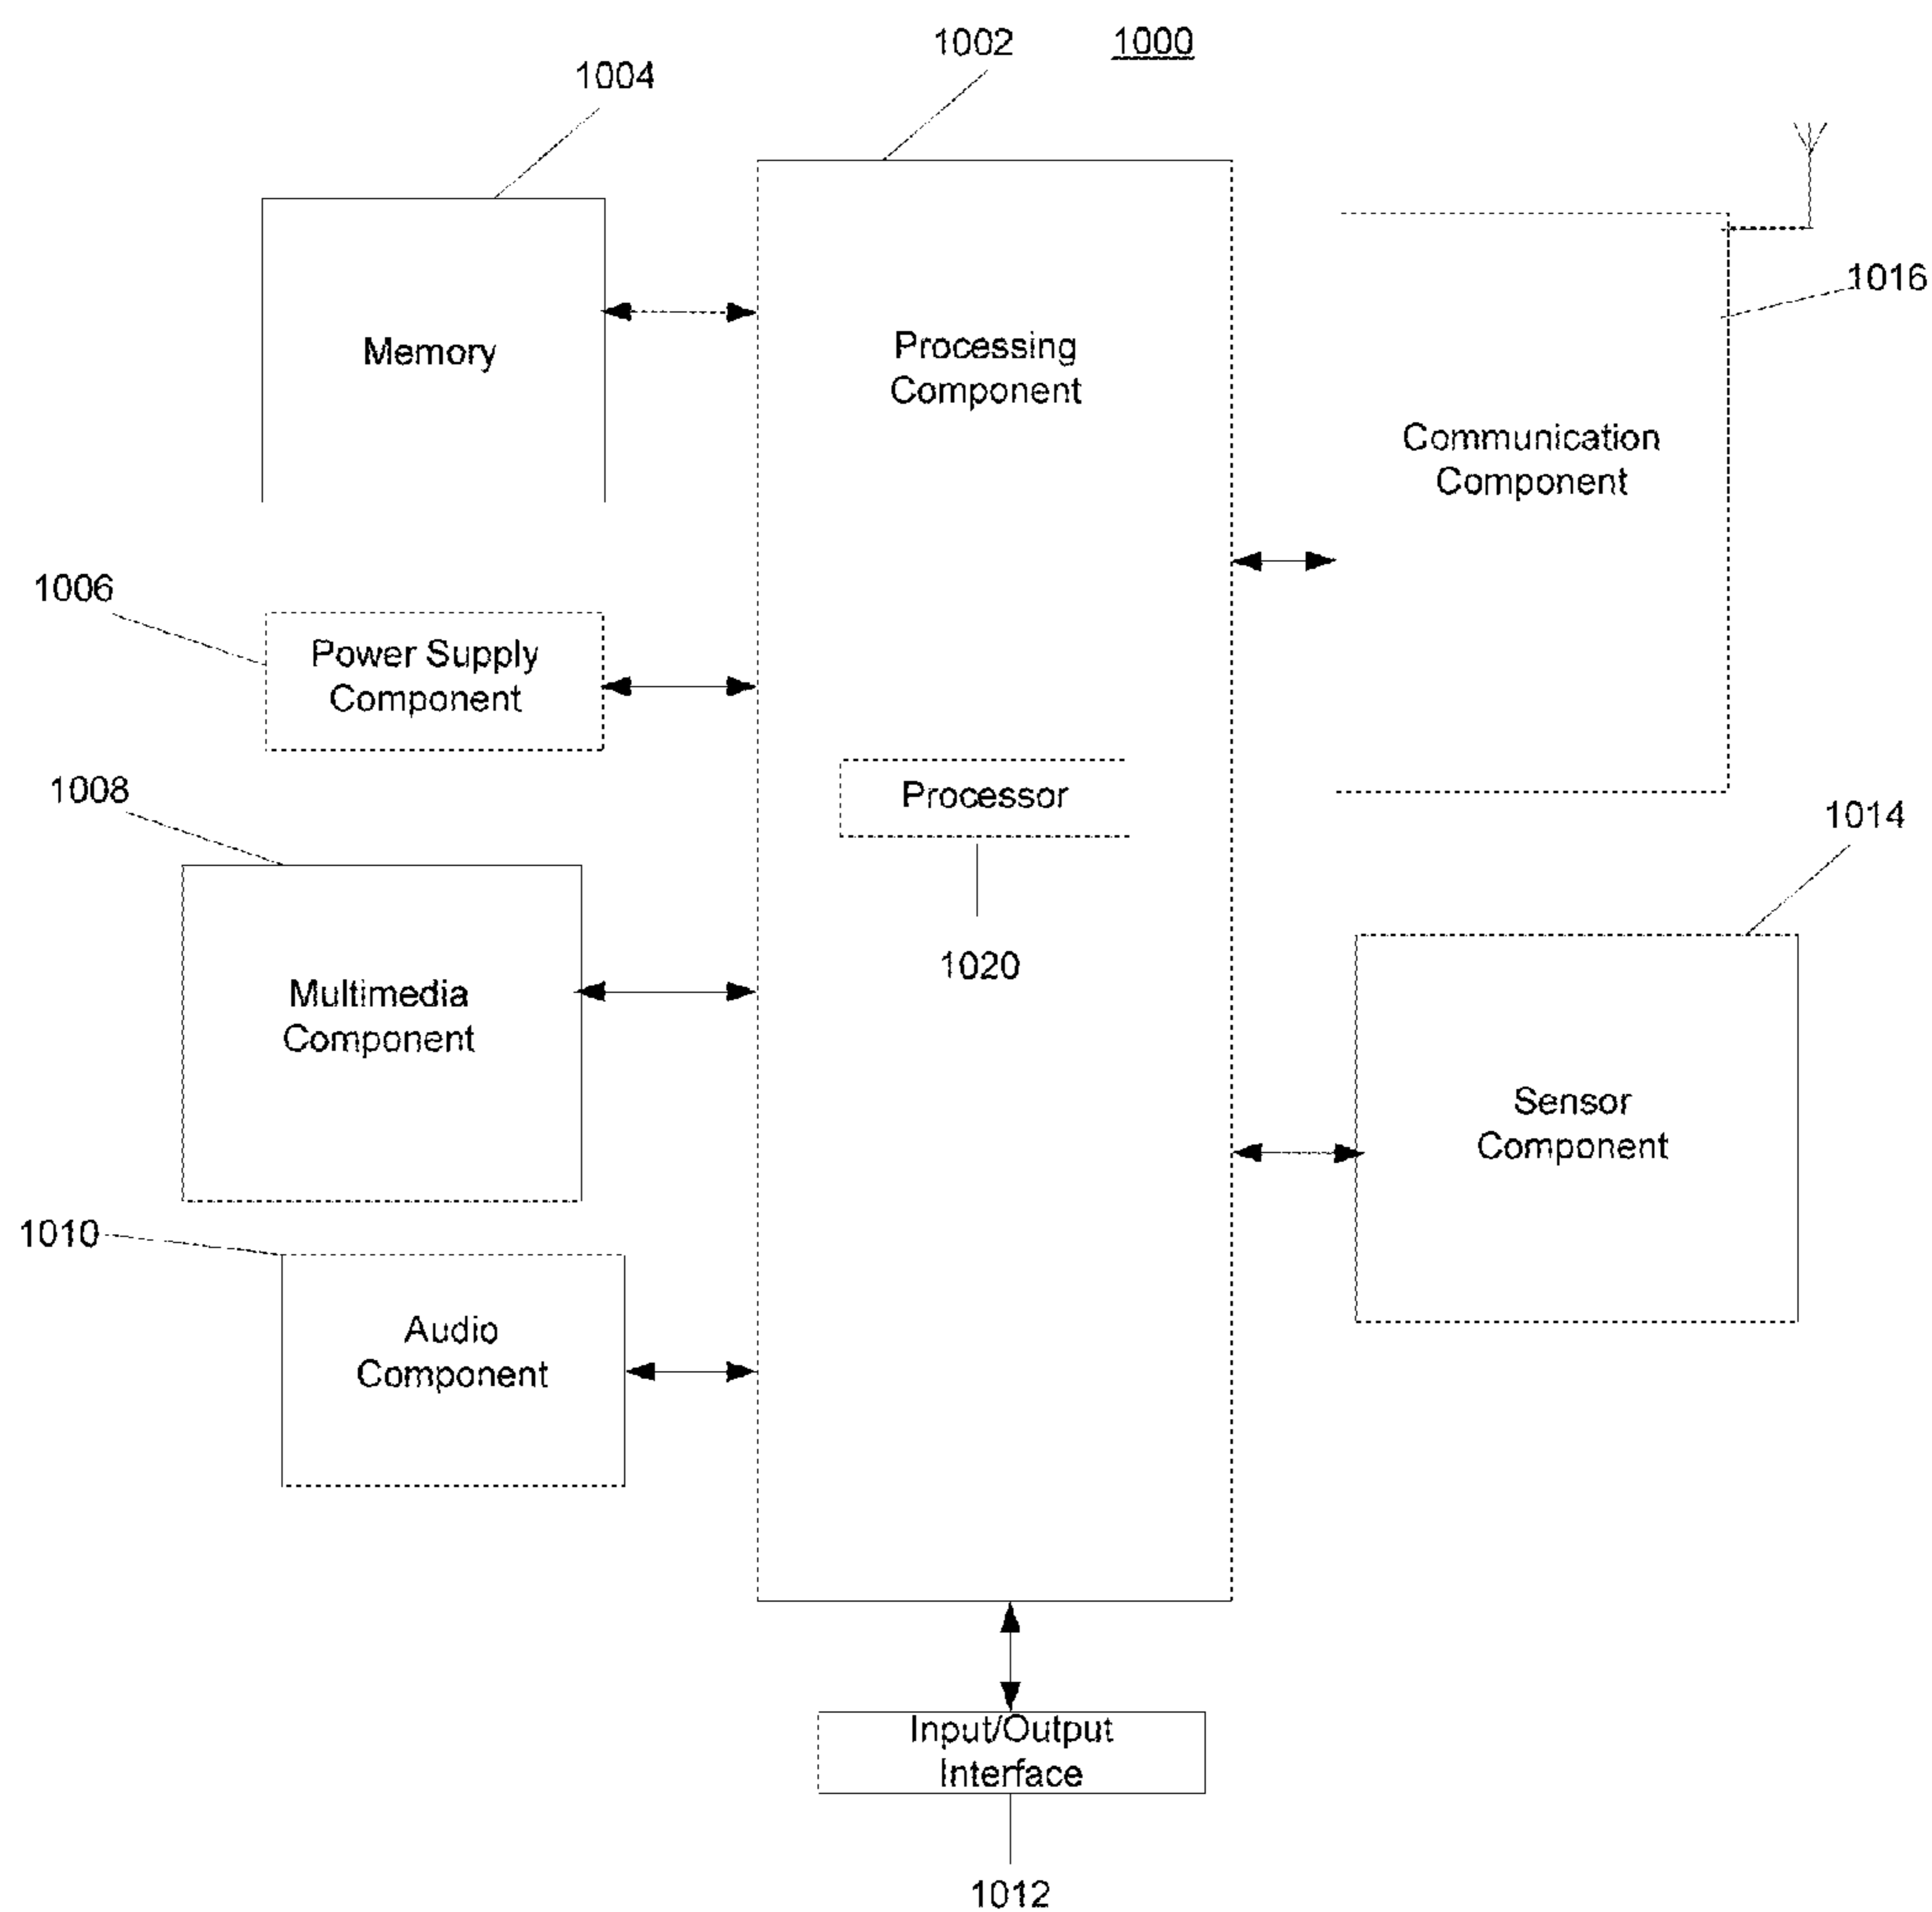 1002
1000
1004
1016
Memory
Processing
Component
Communication
Component
1006
Power Supply
Component
1008
Processor
1014
1020
Multimedia
Component
Sensor
Component
1010
Audio
Component
Input/Output
Interface
1012